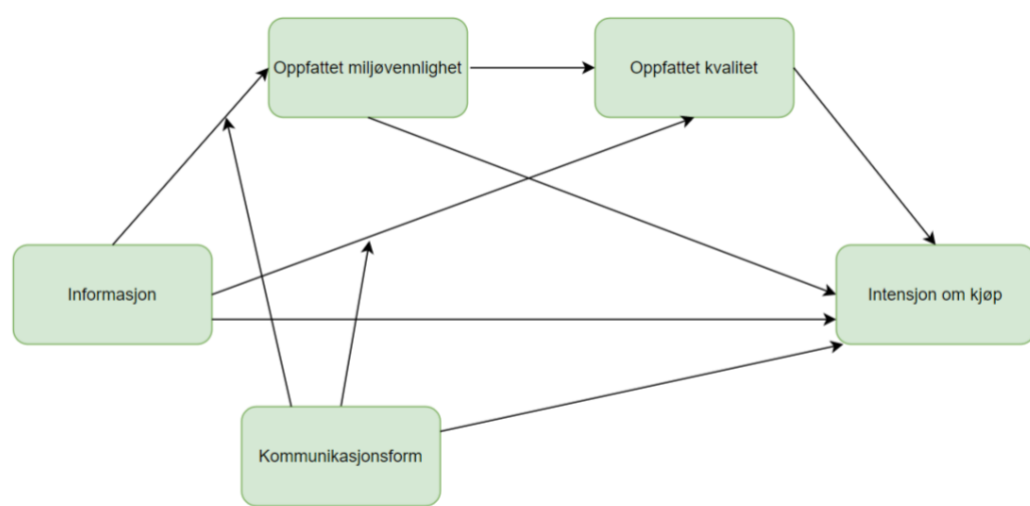 Oppfattet miljøvennlighet
Oppfattet kvalitet
Informasjon
Intensjon om kjøp
Kommunikasjonsform